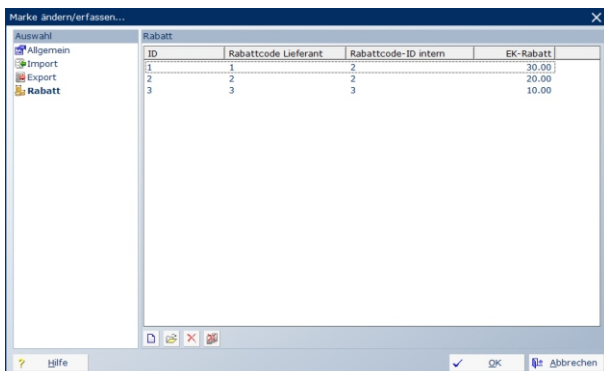 Marke ändern/erfassen...
Auswahl
Allgemein
Import
Export
Rabatt
Rabatt
ID Rabattcode Lieferant Rabattcode-ID intern EK-Rabatt
1 1 2 30.00
2 2 2 20.00
3 3 3 10.00
? Hilfe OK Abbrechen